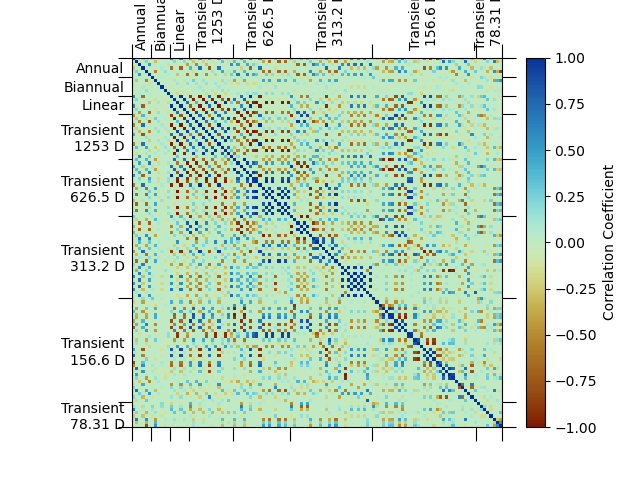 Annual
Biannual
Linear
Transient
1253 D
Transient
626.5 D
Transient
313.2 D
Transient
156.6 D
Transient
78.31 D
Annual
Biannual
Linear
Transient
1253 D
Transient
626.5 D
Transient
313.2 D
Transient
156.6 D
Transient
78.31 D
1.00
0.75
0.50
0.25
0.00
−0.25
−0.50
−0.75
−1.00
Correlation Coefficient